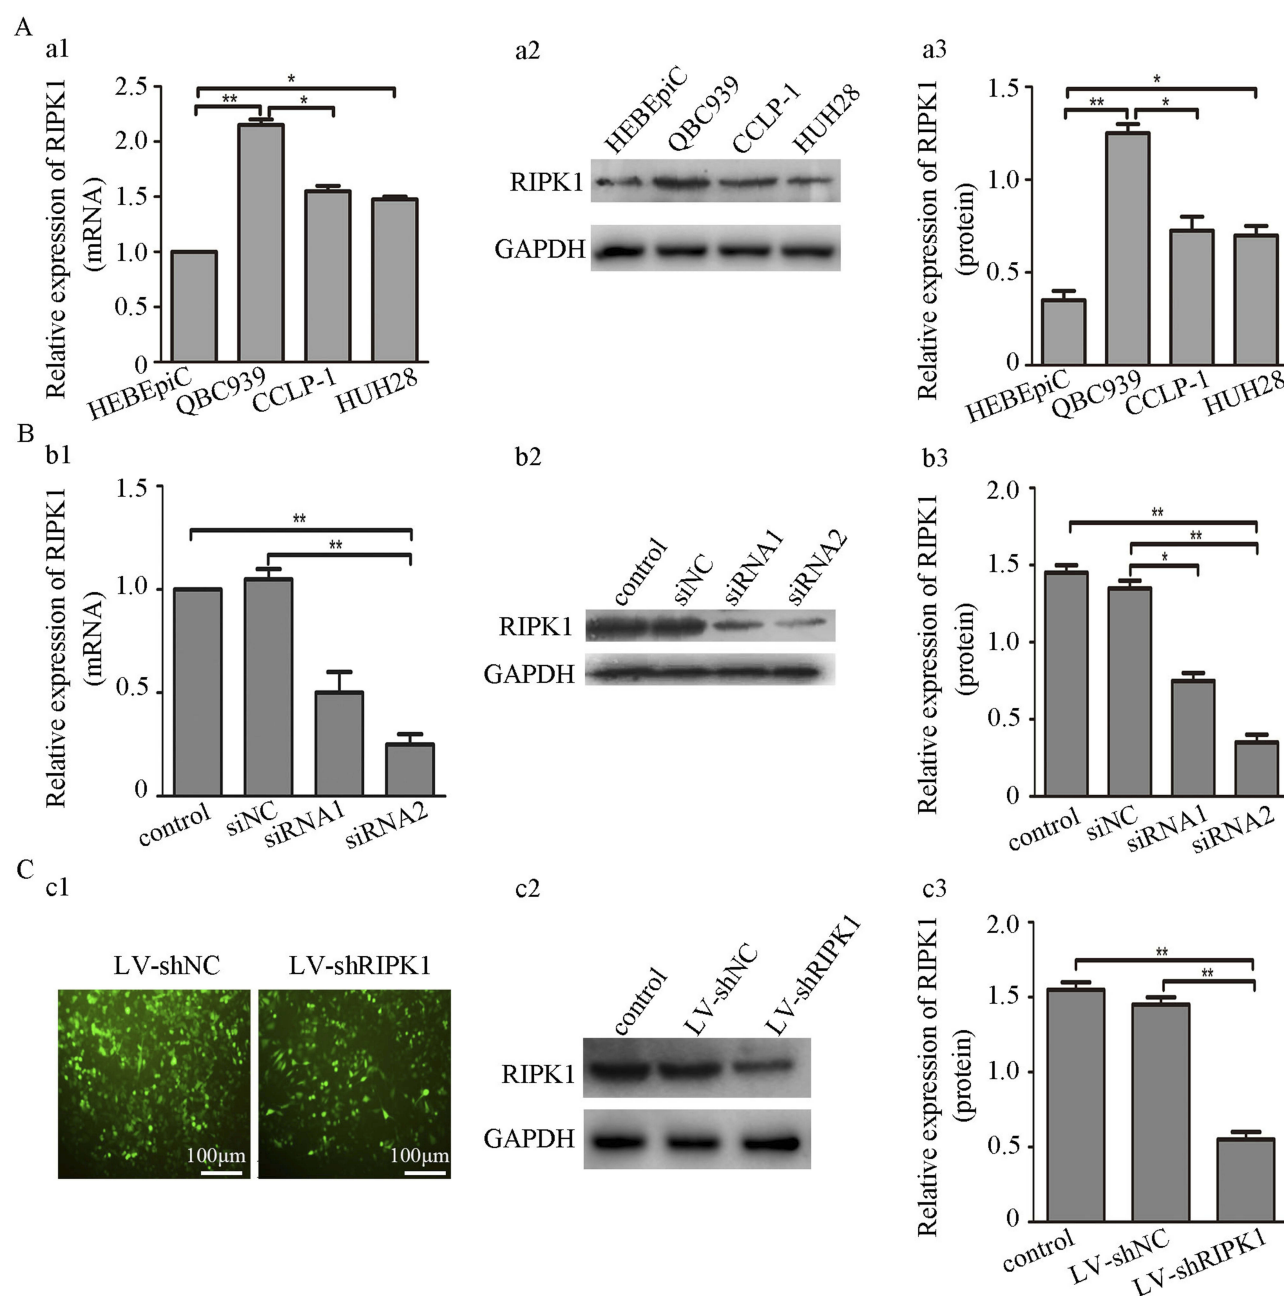 A
a1
Relative expression of RIPK1
(mRNA)
2.5
2.0
1.5
1.0
0.5
0
*
**
*
HEBEpiC
QBC939
CCLP-1
HUH28
a2
HEBEpiC
QBC939
CCLP-1
HUH28
RIPK1
GAPDH
a3
Relative expression of RIPK1
(protein)
1.5
1.0
0.5
0
*
**
*
HEBEpiC
QBC939
CCLP-1
HUH28
B
b1
Relative expression of RIPK1
(mRNA)
1.5
1.0
0.5
0
**
**
control
siNC
siRNA1
siRNA2
b2
control
siNC
siRNA1
siRNA2
RIPK1
GAPDH
b3
Relative expression of RIPK1
(protein)
2.0
1.5
1.0
0.5
0
**
**
*
control
siNC
siRNA1
siRNA2
C
c1
LV-shNC
LV-shRIPK1
100μm
100μm
c2
control
LV-shNC
LV-shRIPK1
RIPK1
GAPDH
c3
Relative expression of RIPK1
(protein)
2.0
1.5
1.0
0.5
0
**
**
control
LV-shNC
LV-shRIPK1